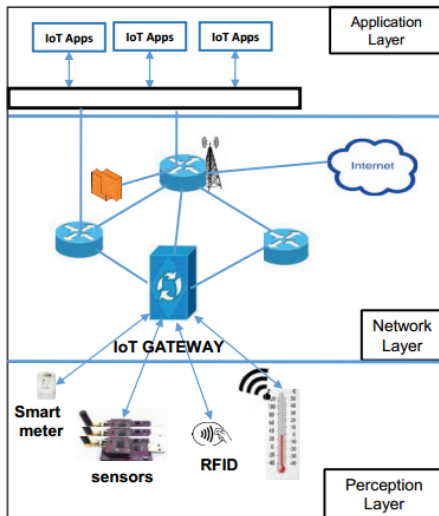 Application
Layer
IoT Apps
IoT Apps
IoT Apps
Internet
IoT GATEWAY
Network
Layer
Smart
meter
sensors
RFID
Perception
Layer